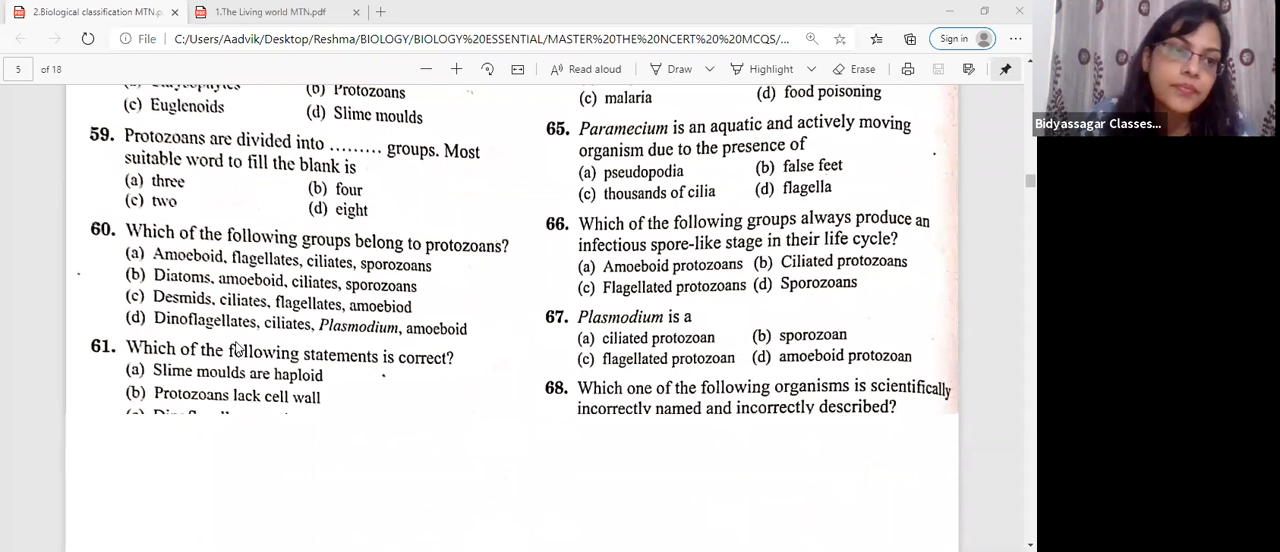 2.Biological classification MTN.p
1.The Living world MTN.pdf
File
C:/Users/Aadvik/Desktop/Reshma/BIOLOGY/BIOLOGY%20ESSENTIAL/MASTER%20THE%20NCERT%20%20MCQS/...
Sign in
5 of 18
Read aloud
Draw
Highlight
Erase
Bidyassagar Classes...
(b) Protozoans
(c) Euglenoids
(d) Slime moulds
59. Protozoans are divided into ......... groups. Most
suitable word to fill the blank is
(a) three
(b) four
(c) two
(d) eight
60. Which of the following groups belong to protozoans?
(a) Amoeboid, flagellates, ciliates, sporozoans
(b) Diatoms, amoeboid, ciliates, sporozoans
(c) Desmids, ciliates, flagellates, amoebiod
(d) Dinoflagellates, ciliates, Plasmodium, amoeboid
61. Which of the following statements is correct?
(a) Slime moulds are haploid
(b) Protozoans lack cell wall
(c) malaria
(d) food poisoning
65. Paramecium is an aquatic and actively moving
organism due to the presence of
(a) pseudopodia
(b) false feet
(c) thousands of cilia
(d) flagella
66. Which of the following groups always produce an
infectious spore-like stage in their life cycle?
(a) Amoeboid protozoans (b) Ciliated protozoans
(c) Flagellated protozoans (d) Sporozoans
67. Plasmodium is a
(a) ciliated protozoan
(b) sporozoan
(c) flagellated protozoan
(d) amoeboid protozoan
68. Which one of the following organisms is scientifically
incorrectly named and incorrectly described?